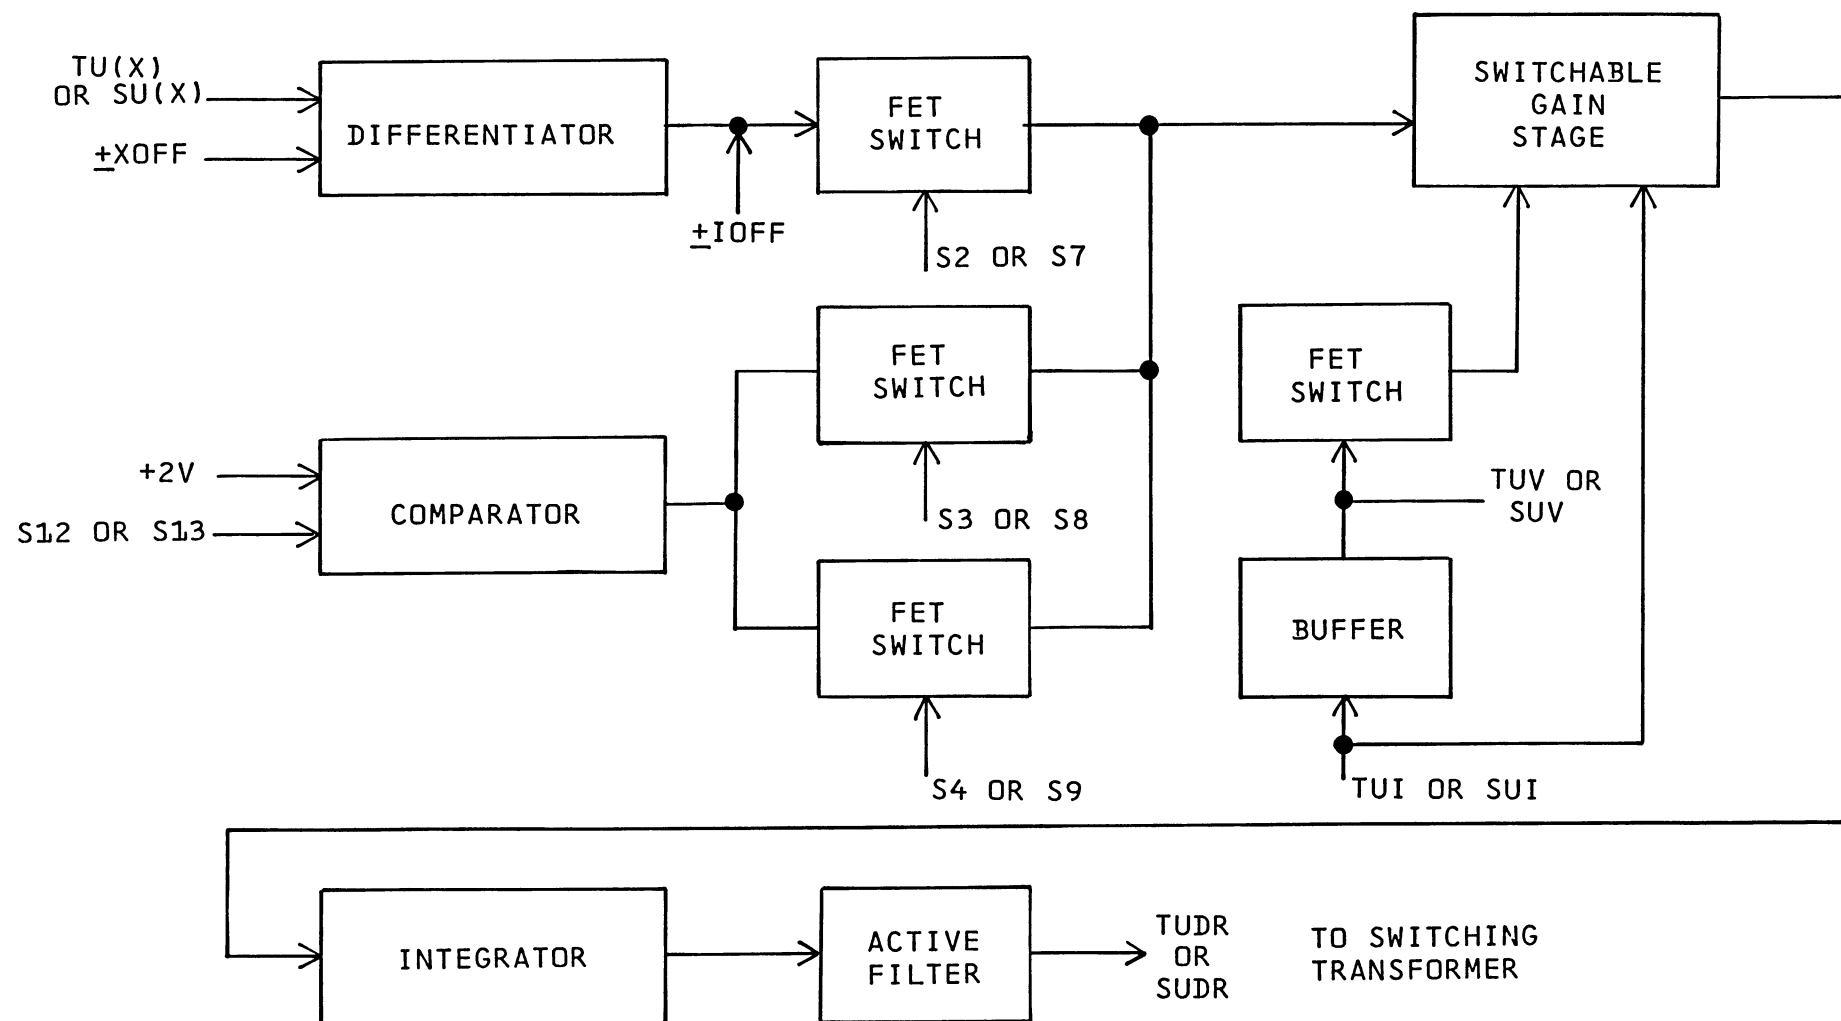 TU(X)
OR SU(X)
±XOFF
DIFFERENTIATOR
±IOFF
FET
SWITCH
S2 OR S7
SWITCHABLE
GAIN
STAGE
FET
SWITCH
S3 OR S8
FET
SWITCH
+2V
S12 OR S13
COMPARATOR
TUV OR
SUV
FET
SWITCH
S4 OR S9
BUFFER
TUI OR SUI
INTEGRATOR
ACTIVE
FILTER
TUDR
OR
SUDR
TO SWITCHING
TRANSFORMER